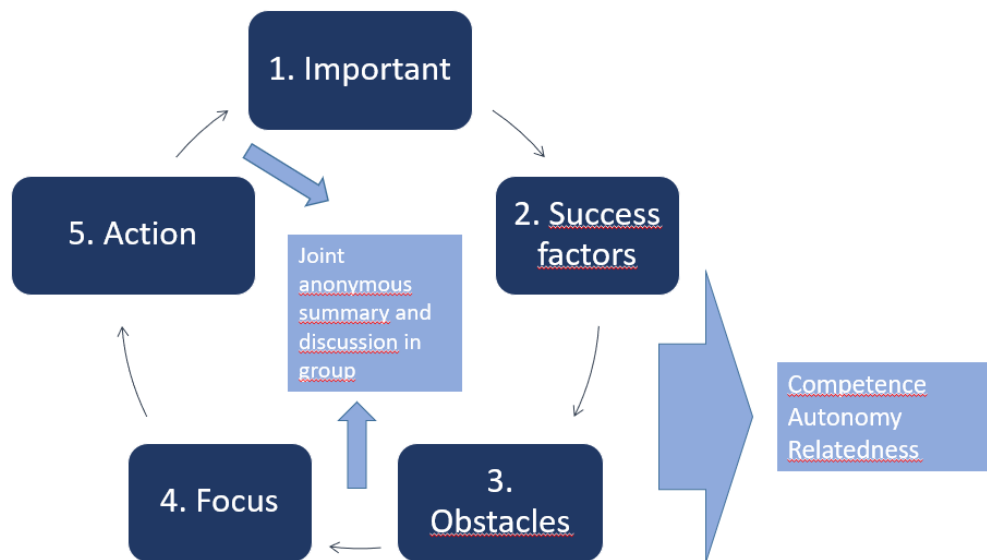 1. Important
2. Success
factors
3.
Obstacles
4. Focus
5. Action
Joint
anonymous
summary and
discussion in
group
Competence
Autonomy
Relatedness